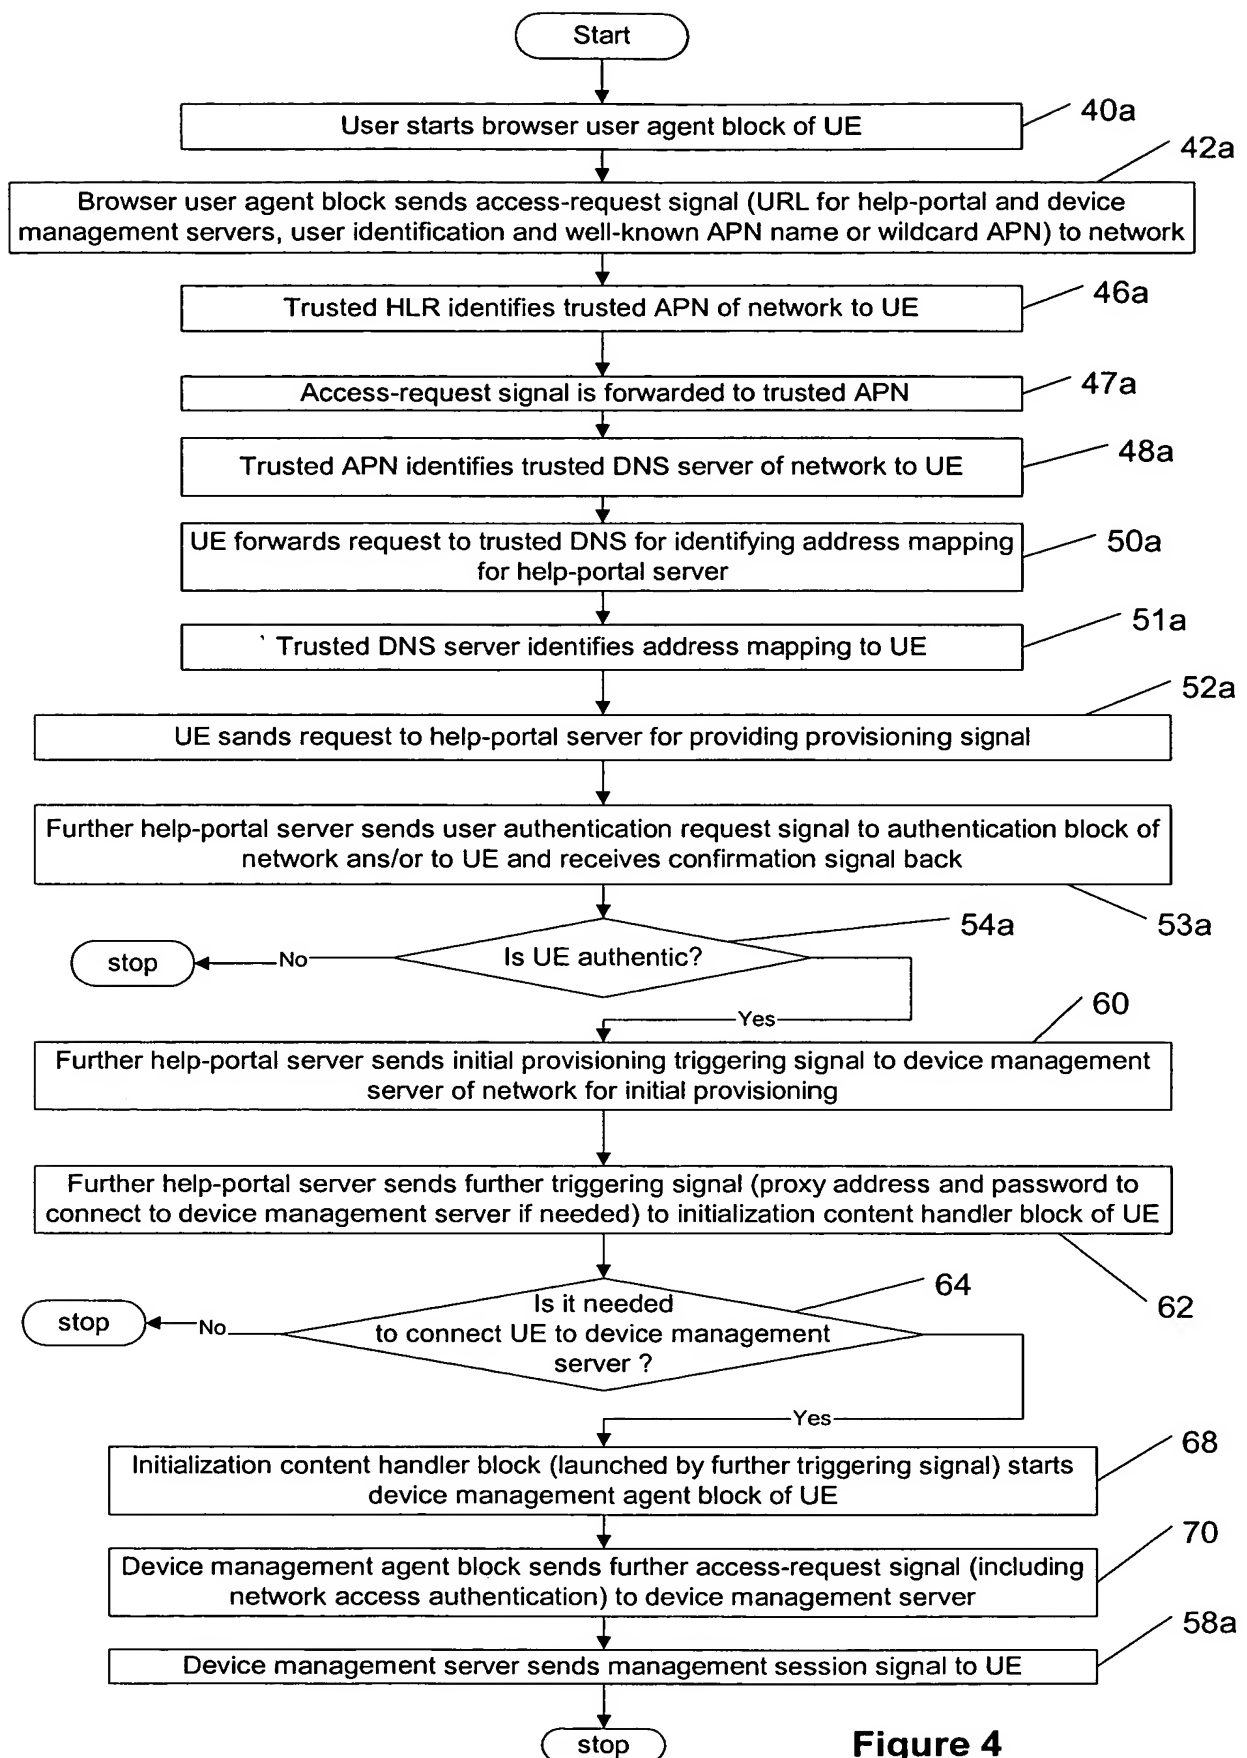 Start
User starts browser user agent block of UE
40a
42a
Browser user agent block sends access-request signal (URL for help-portal and device
management servers, user identification and well-known APN name or wildcard APN) to network
Trusted HLR identifies trusted APN of network to UE
46a
Access-request signal is forwarded to trusted APN
47a
Trusted APN identifies trusted DNS server of network to UE
48a
UE forwards request to trusted DNS for identifying address mapping
for help-portal server
50a
Trusted DNS server identifies address mapping to UE
51a
52a
UE sands request to help-portal server for providing provisioning signal
Further help-portal server sends user authentication request signal to authentication block of
network ans/or to UE and receives confirmation signal back
53a
54a
Is UE authentic?
No
stop
Yes
60
Further help-portal server sends initial provisioning triggering signal to device management
server of network for initial provisioning
Further help-portal server sends further triggering signal (proxy address and password to
connect to device management server if needed) to initialization content handler block of UE
62
64
Is it needed
to connect UE to device management
server ?
No
stop
Yes
68
Initialization content handler block (launched by further triggering signal) starts
device management agent block of UE
70
Device management agent block sends further access-request signal (including
network access authentication) to device management server
58a
Device management server sends management session signal to UE
stop
Figure 4